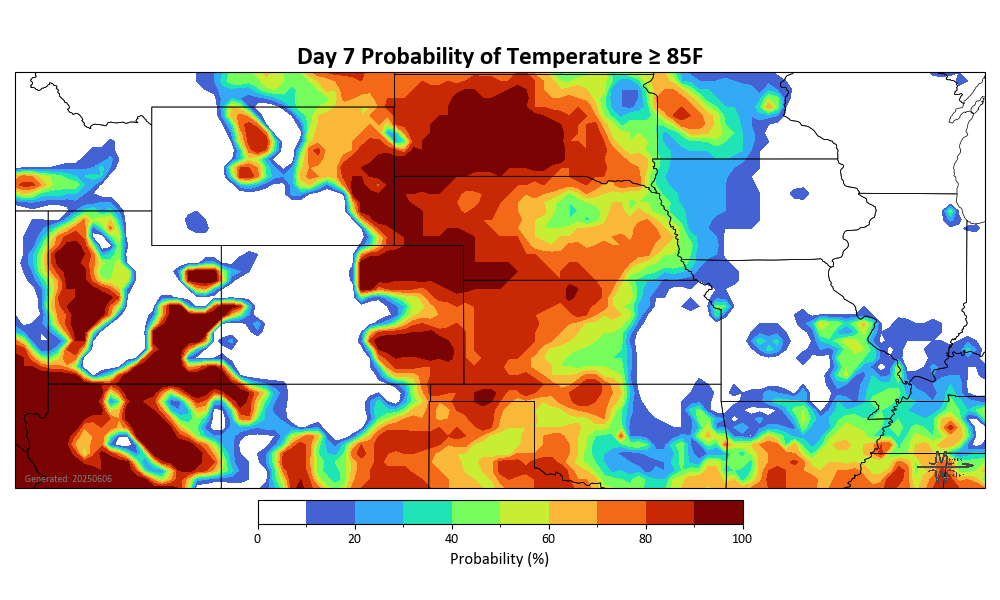 Day 7 Probability of Temperature ≥ 85F
Generated: 20250606
0 20 40 60 80 100
Probability (%)